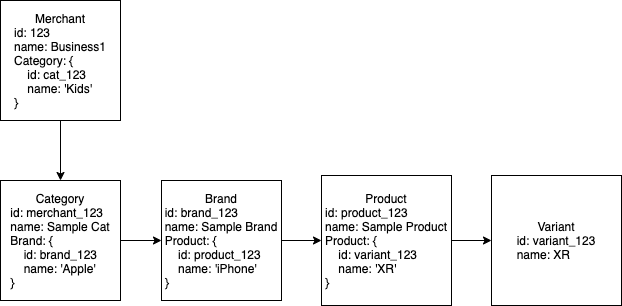 Merchant
id: 123
name: Business1
Category: {
id: cat_123
name: 'Kids'
}
Category
id: merchant_123
name: Sample Cat
Brand: {
id: brand_123
name: 'Apple'
}
Brand
id: brand_123
name: Sample Brand
Product: {
id: product_123
name: 'iPhone'
}
Product
id: product_123
name: Sample Product
Product: {
id: variant_123
name: 'XR'
}
Variant
id: variant_123
name: XR